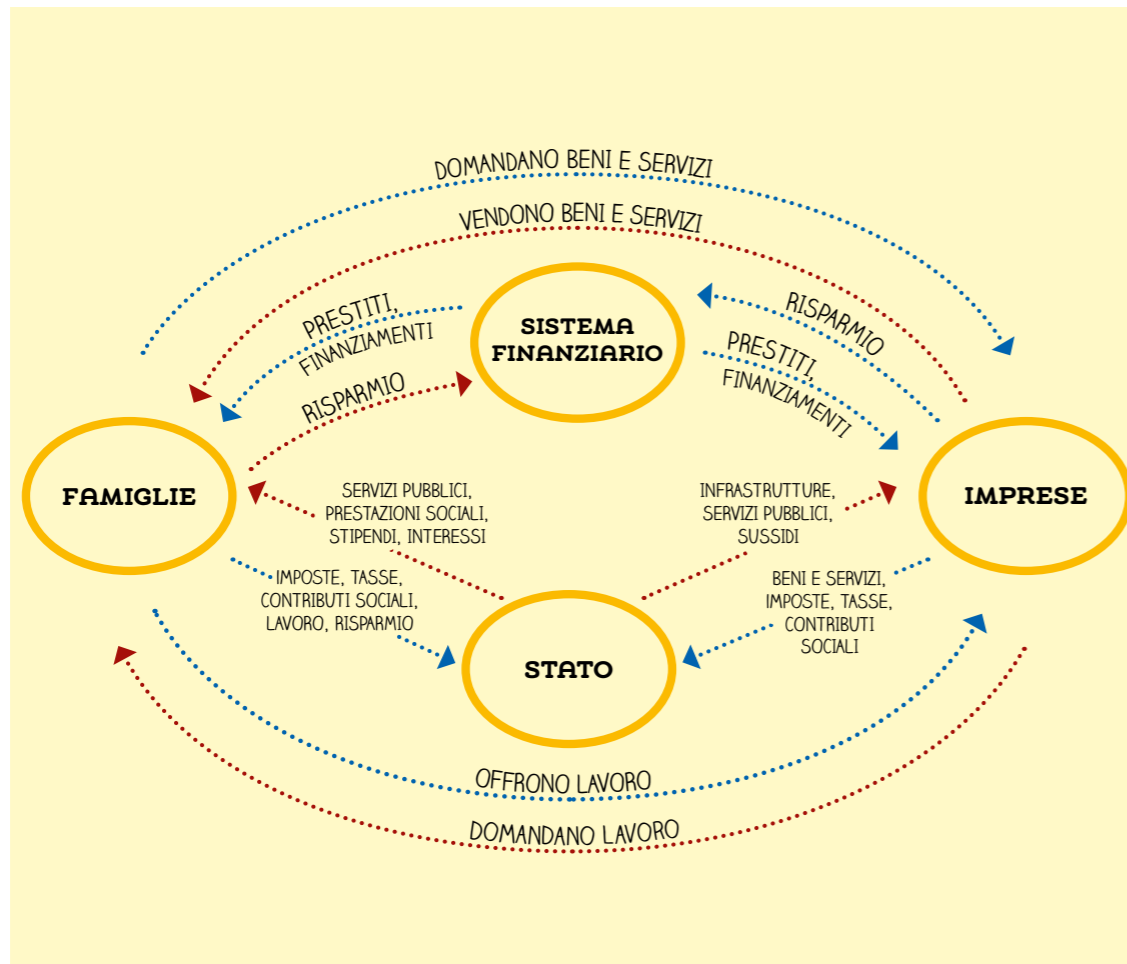 DOMANDANO BENI E SERVIZI
VENDONO BENI E SERVIZI
PRESTITI,
FINANZIAMENTI
RISPARMIO
SISTEMA
FINANZIARIO
RISPARMIO
PRESTITI,
FINANZIAMENTI
FAMIGLIE
SERVIZI PUBBLICI,
PRESTAZIONI SOCIALI,
STIPENDI, INTERESSI
INFRASTRUTTURE,
SERVIZI PUBBLICI,
SUSSIDI
IMPRESE
IMPOSTE, TASSE,
CONTRIBUTI SOCIALI,
LAVORO, RISPARMIO
BENI E SERVIZI,
IMPOSTE, TASSE,
CONTRIBUTI
SOCIALI
STATO
OFFRONO LAVORO
DOMANDANO LAVORO